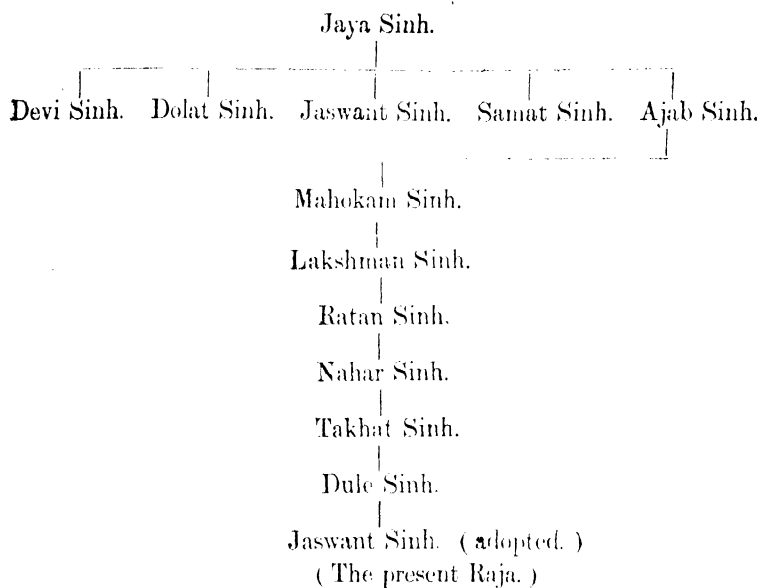 Jaya Sinh.
Devi Sinh. Dolat Sinh. Jaswant Sinh. Samat Sinh. Ajab Sinh.
Mahokam Sinh.
Lakshman Sinh.
Ratan Sinh.
Nahar Sinh.
Takhat Sinh.
Dule Sinh.
Jaswant Sinh. ( adopted. )
( The present Raja. )